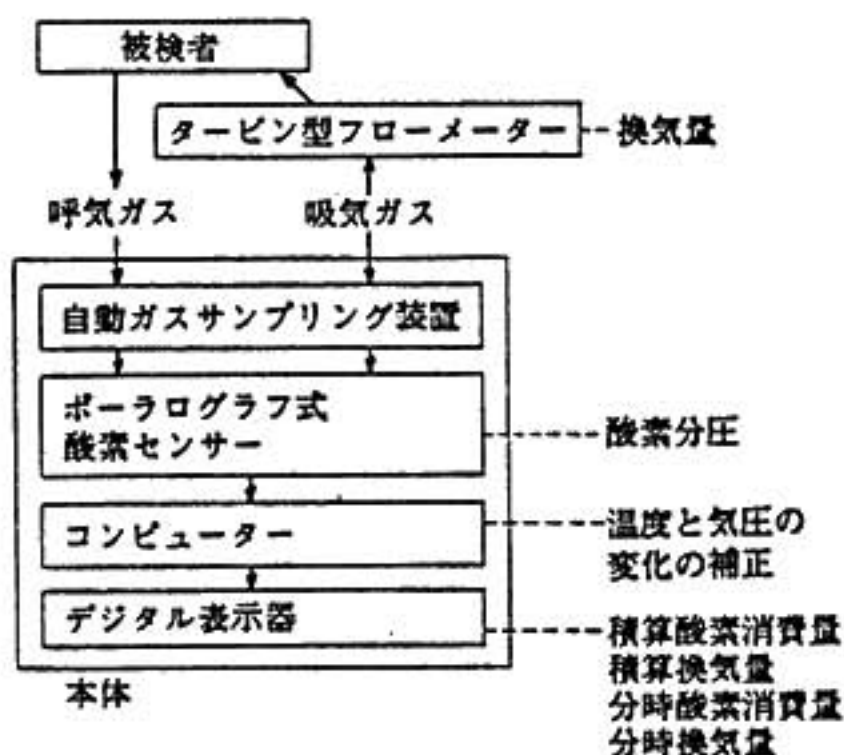 被検者
タービン型フローメーター
換気量
呼気ガス
吸気ガス
自動ガスサンプリング装置
ポーラログラフ式
酸素センサー
酸素分圧
コンピューター
温度と気圧の
変化の補正
デジタル表示器
積算酸素消費量
積算換気量
分時酸素消費量
分時換気量
本体